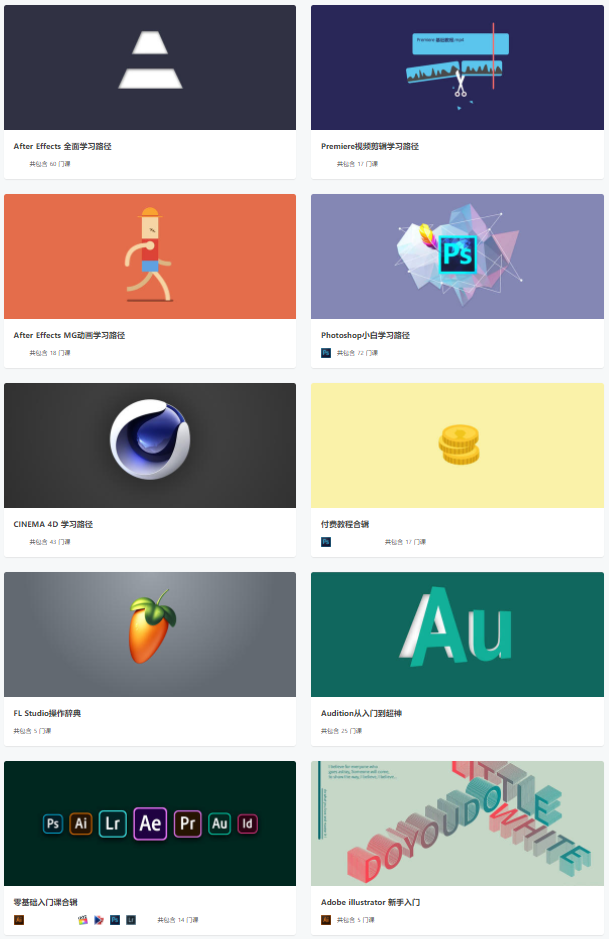 Premiere 基础教程.mp4
After Effects 全面学习路径
Premiere视频剪辑学习路径
共包含 60 门课
共包含 17 门课
Ps
After Effects MG动画学习路径
Photoshop小白学习路径
共包含 18 门课
Ps 共包含 72 门课
CINEMA 4D 学习路径
付费教程合辑
共包含 43 门课
Ps 共包含 17 门课
Au
FL Studio操作辞典
Audition从入门到超神
共包含 5 门课
共包含 25 门课
Ps Ai Lr Ae Pr Au Id
I believe for everyone who
LITTLE
DOYOUDO
WHITE
零基础入门课合辑
Adobe illustrator 新手入门
Ai Ps Lr 共包含 14 门课
Ai 共包含 5 门课